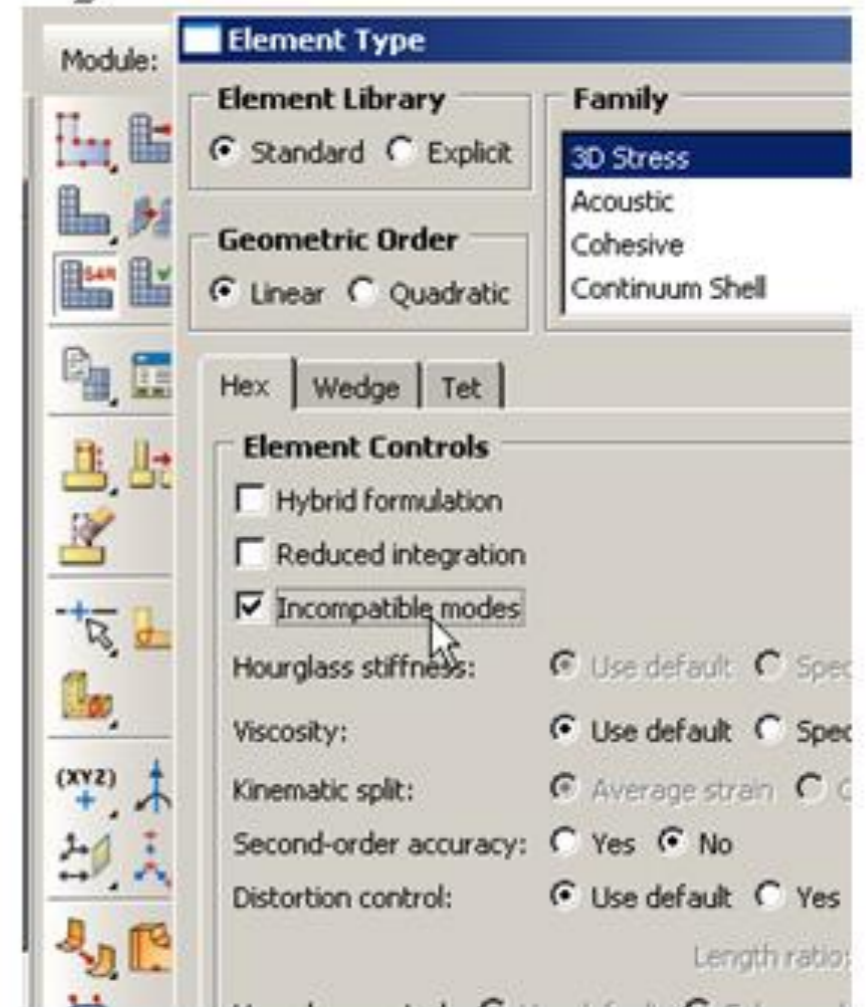 Module:
Element Type
Element Library
Standard Explicit
Family
3D Stress
Acoustic
Cohesive
Continuum Shell
Geometric Order
Linear Quadratic
Hex Wedge Tet
Element Controls
Hybrid formulation
Reduced integration
Incompatible modes
Hourglass stiffness: Use default Spec
Viscosity: Use default Spec
Kinematic split: Average strain
Second-order accuracy: Yes No
Distortion control: Use default Yes
Length ratio:
(XYZ)